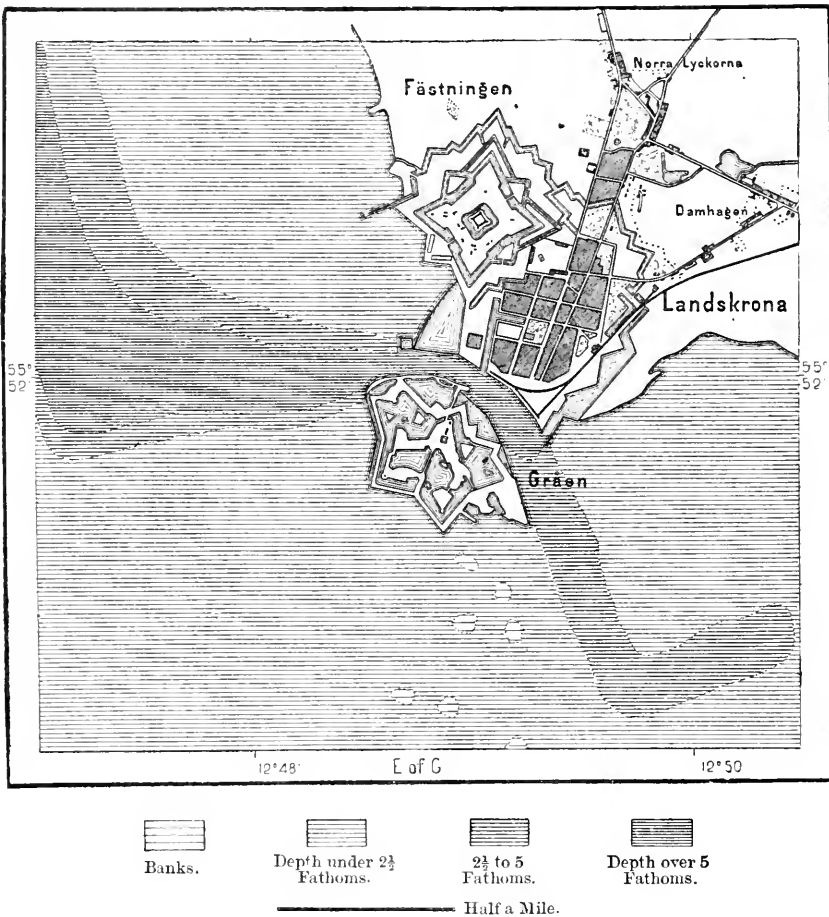 Norra Lyckorna
Fästningen
Damhagen
Landskrona
55°
52'
55°
52'
Gråen
12°48'
E of G
12°50
Banks.
Depth under 2½
Fathoms.
2½ to 5
Fathoms.
Depth over 5
Fathoms.
Half a Mile.